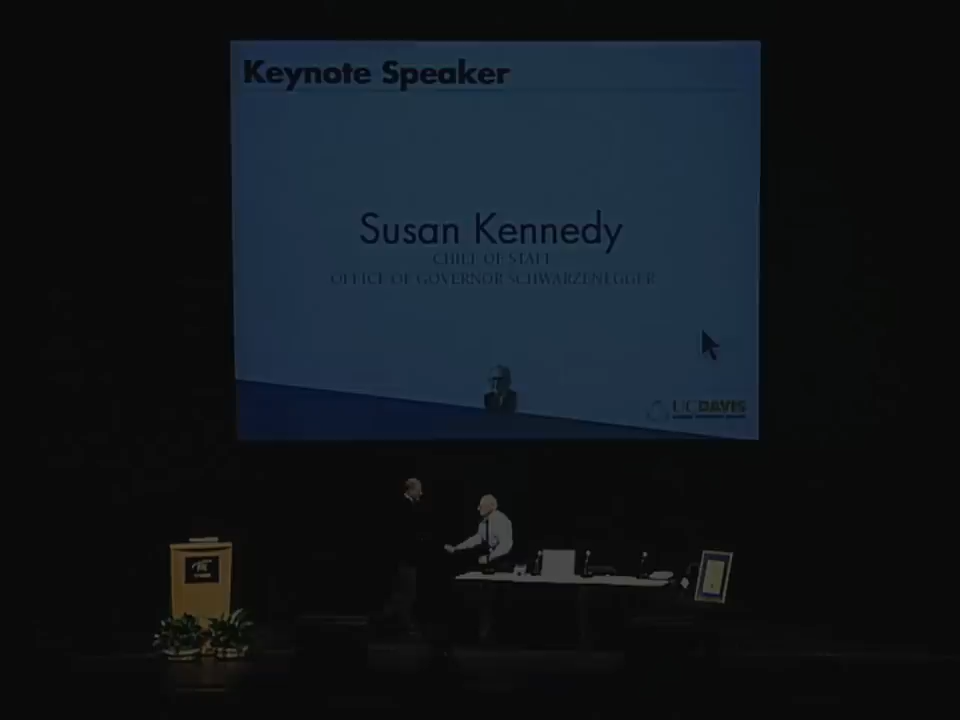 Keynote Speaker
Susan Kennedy
CHIEF OF STAFF
OFFICE OF GOVERNOR SCHWARZENEGGER
UC DAVIS